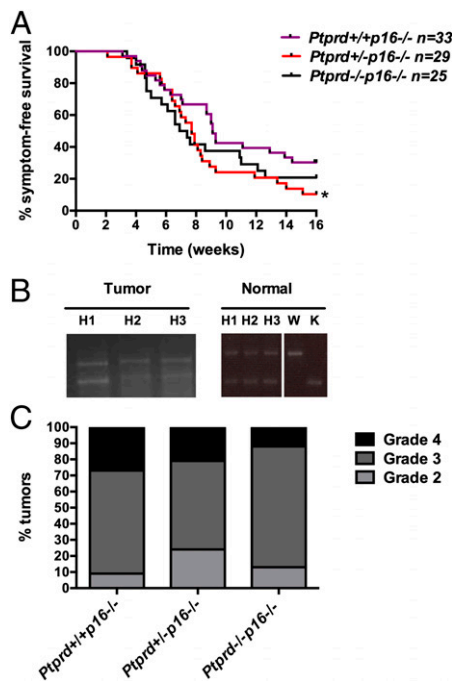 A
Ptprd+/+p16-/- n=33
Ptprd+/-p16-/- n=29
Ptprd-/-p16-/- n=25
% symptom-free survival
100
80
60
40
20
0
0 2 4 6 8 10 12 14 16
*
Time (weeks)
B
Tumor Normal
H1 H2 H3 H1 H2 H3 W K
C
% tumors
100
90
80
70
60
50
40
30
20
10
0
Grade 4
Grade 3
Grade 2
Ptprd+/+p16-/-
Ptprd+/-p16-/-
Ptprd-/-p16-/-